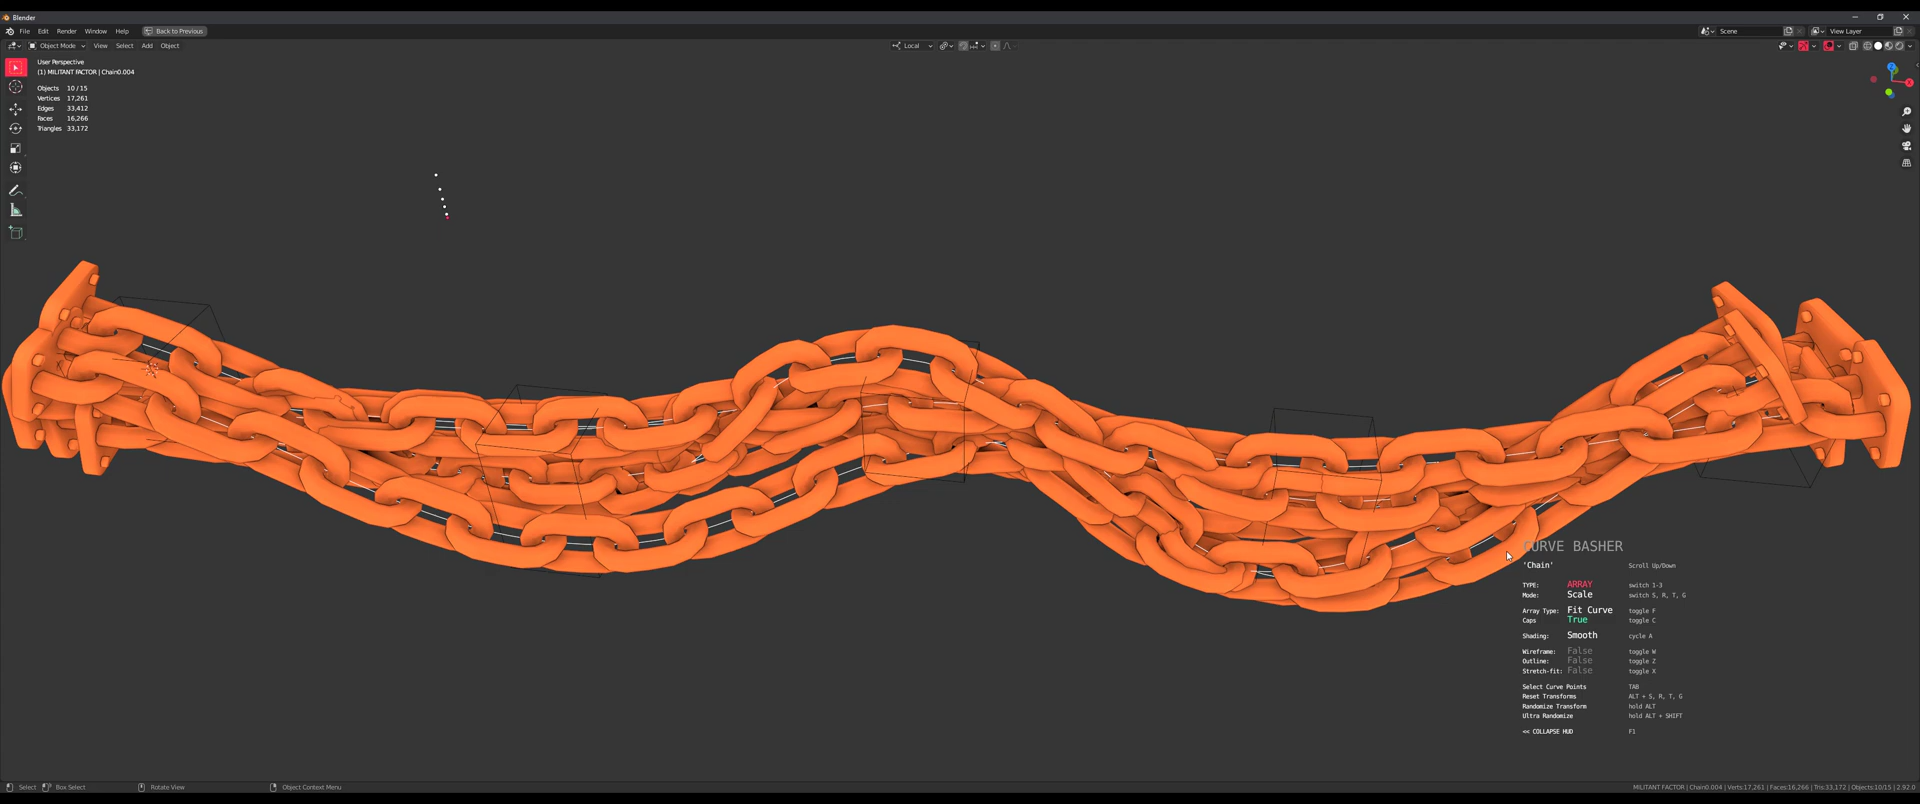 Blender
File Edit Render Window Help Back to Previous
Scene View Layer
Object Mode View Select Add Object
Local
User Perspective
(1) MILITANT FACTOR | Chain0.004
Objects 10/15
Vertices 17,261
Edges 33,412
Faces 16,266
Triangles 33,172
Z
X
CURVE BASHER
'Chain' Scroll Up/Down
TYPE: ARRAY switch 1-3
Mode: Scale switch S, R, T, G
Array Type: Fit Curve toggle F
Caps True toggle C
Shading: Smooth cycle A
Wireframe: False toggle W
Outline: False toggle Z
Stretch-fit: False toggle X
Select Curve Points TAB
Reset Transforms ALT + S, R, T, G
Randomize Transform hold ALT
Ultra Randomize hold ALT + SHIFT
<< COLLAPSE HUD F1
Select Box Select Rotate View Object Context Menu
MILITANT FACTOR | Chain0.004 | Verts:17,261 | Faces:16,266 | Tris:33,172 | Objects:10/15 | 2.92.0